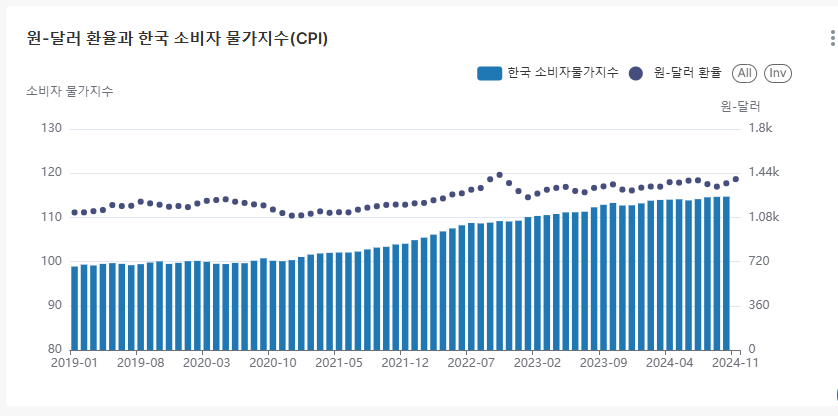 원-달러 환율과 한국 소비자 물가지수(CPI)
한국 소비자물가지수 원-달러 환율 All Inv
소비자 물가지수
원-달러
130 1.8k
120 1.44k
110 1.08k
100 720
90 360
80 0
2019-01 2019-08 2020-03 2020-10 2021-05 2021-12 2022-07 2023-02 2023-09 2024-04 2024-11